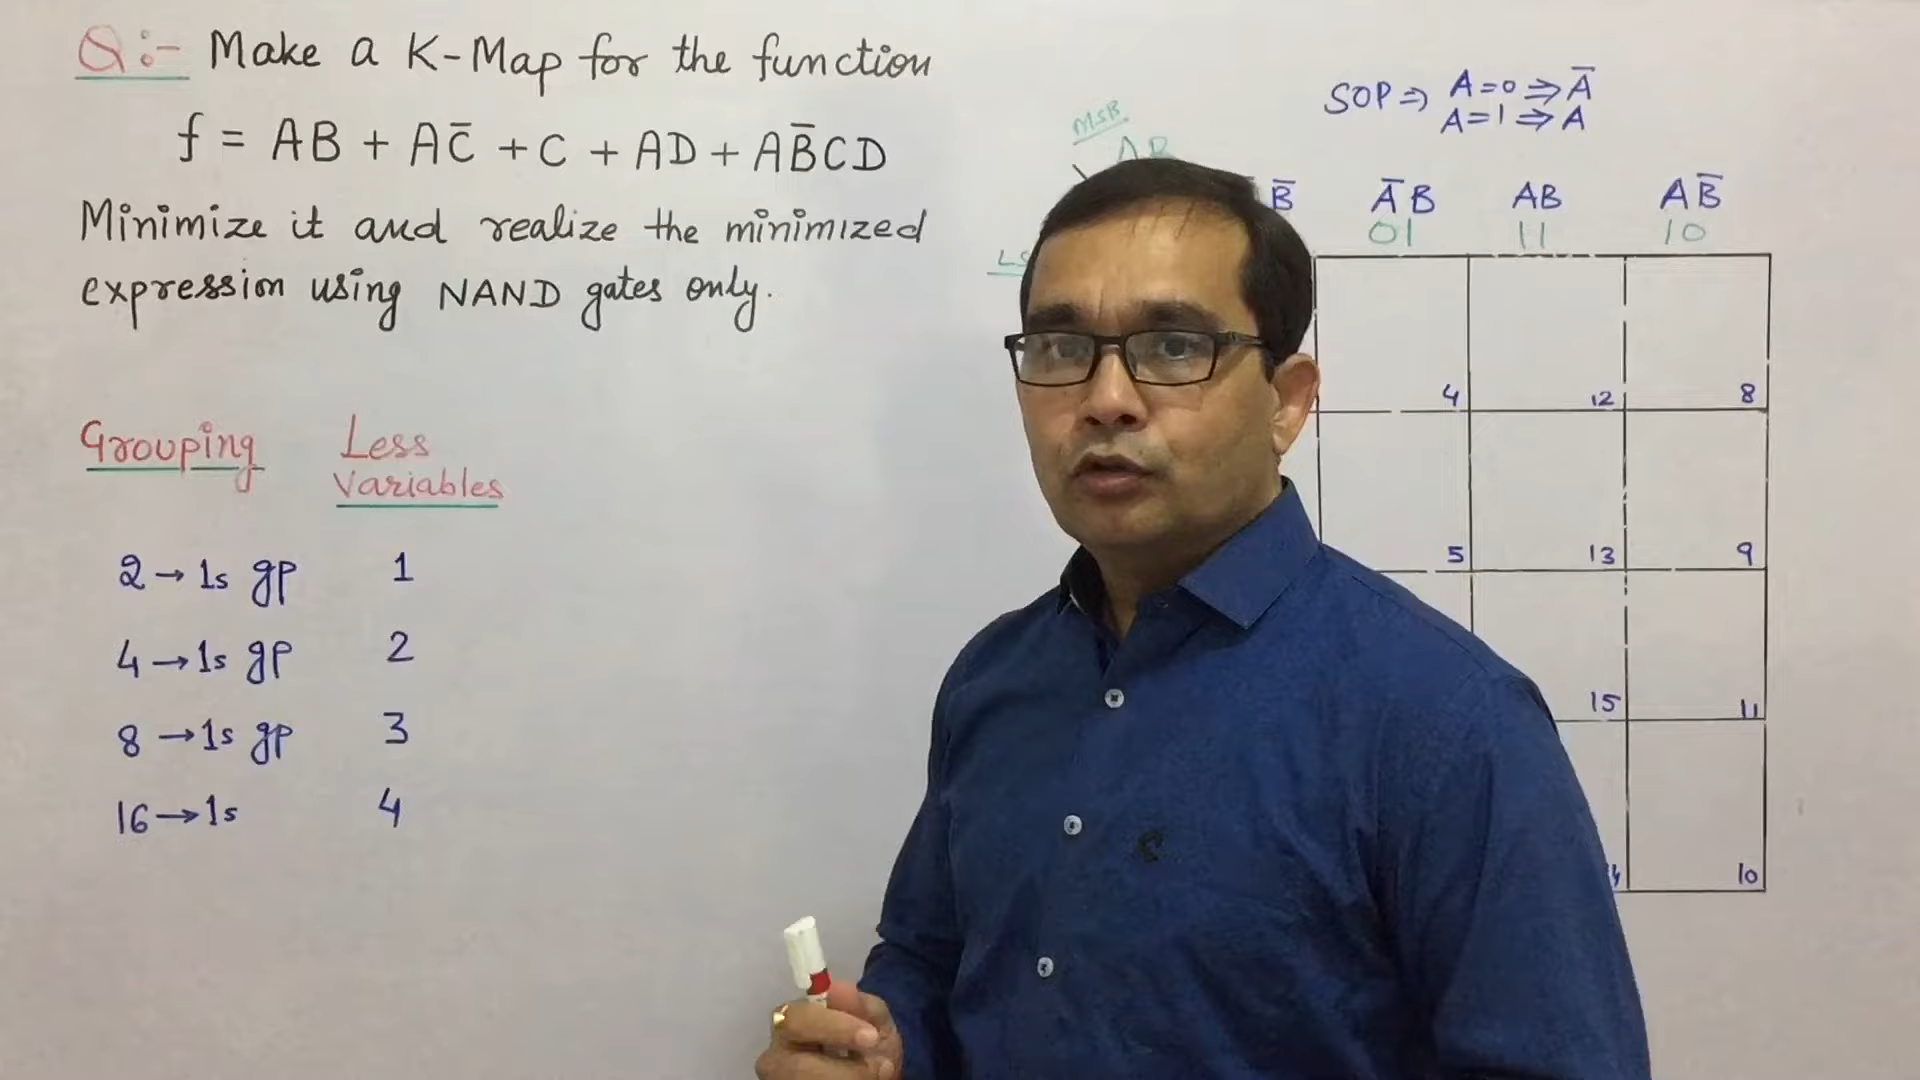 Q:- Make a K-Map for the function
f = AB + AC̅ + C + AD + AB̅CD
Minimize it and realize the minimized
expression using NAND gates only.
Grouping Less
Variables
2 → 1s gp 1
4 → 1s gp 2
8 → 1s gp 3
16 → 1s 4
SOP ⇒ A=0 ⇒ A̅
A=1 ⇒ A
MSB
AB
B̅ A̅B AB AB̅
01 11 10
4 12 8
5 13 9
15 11
10